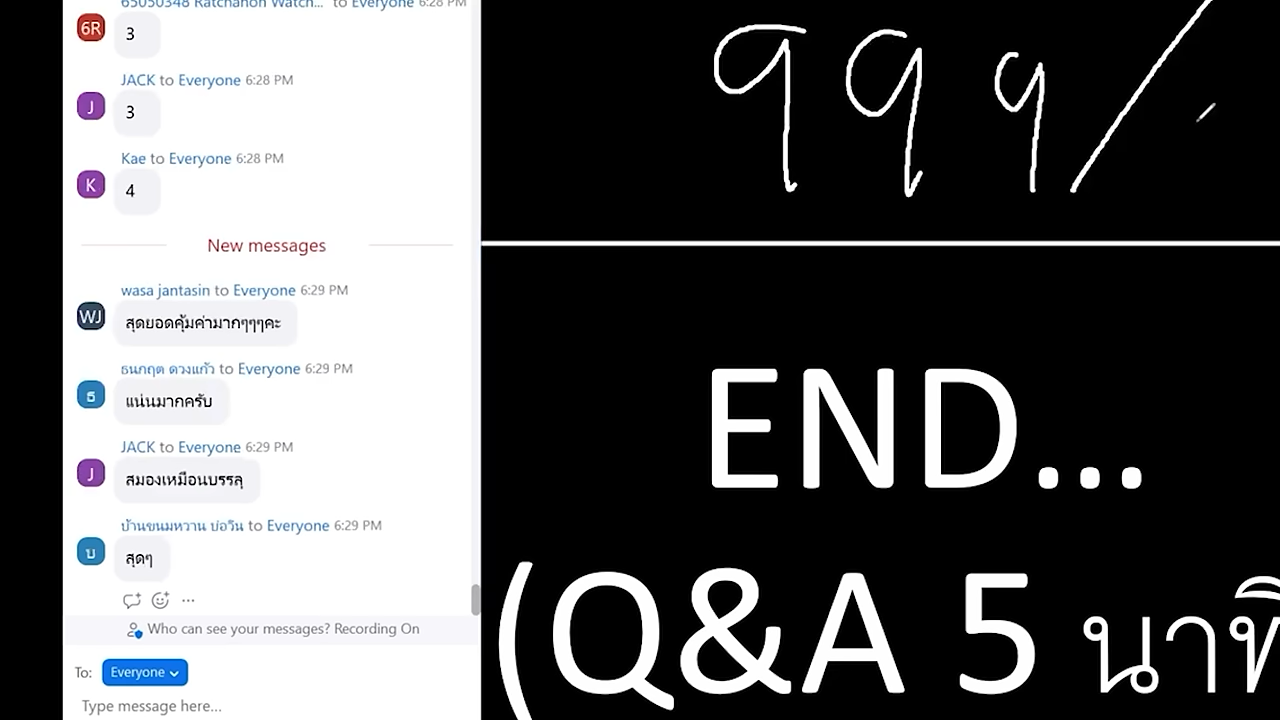 65050348 Ratchanon Watch... to Everyone 6:28 PM
6R
3
JACK to Everyone 6:28 PM
J
3
Kae to Everyone 6:28 PM
K
4
New messages
wasa jantasin to Everyone 6:29 PM
WJ
สุดยอดคุ้มค่ามากๆๆๆคะ
ธนกฤต ดวงแก้ว to Everyone 6:29 PM
ธ
แน่นมากครับ
JACK to Everyone 6:29 PM
J
สมองเหมือนบรรลุ
บ้านขนมหวาน บ่อวิน to Everyone 6:29 PM
บ
สุดๆ
Who can see your messages? Recording On
To: Everyone
Type message here...
999/
END...
(Q&A 5 นาที